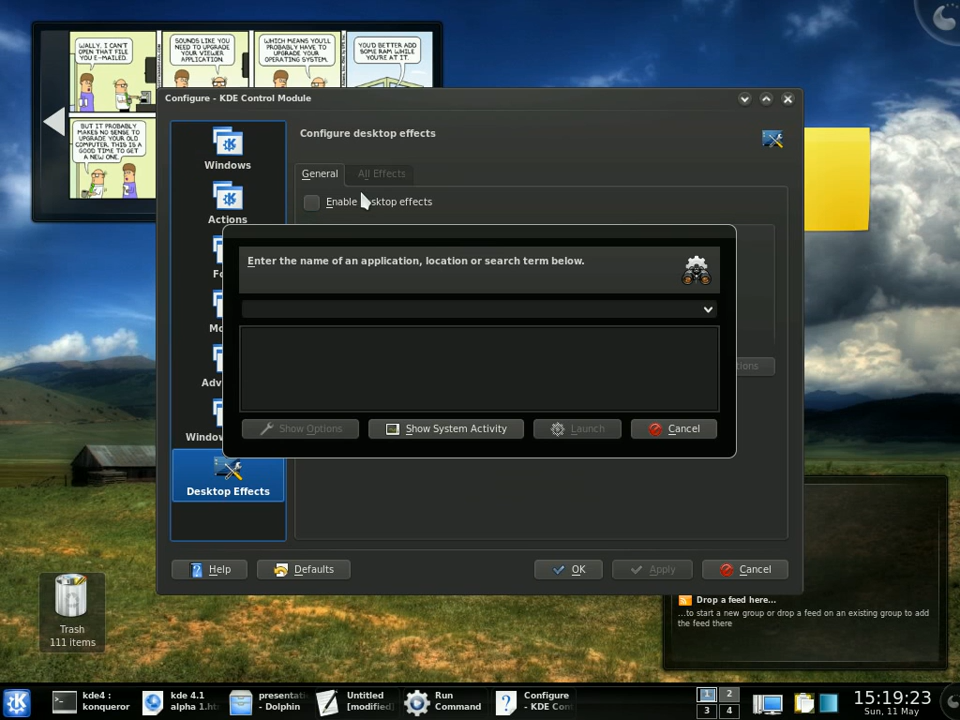 WALLY, I CAN'T
OPEN THAT FILE
YOU E-MAILED.
SOUNDS LIKE YOU
NEED TO UPGRADE
YOUR VIEWER
APPLICATION.
WHICH MEANS YOU'LL
PROBABLY HAVE TO
UPGRADE YOUR
OPERATING SYSTEM.
YOU'D BETTER ADD
SOME RAM WHILE
YOU'RE AT IT.
BUT IT PROBABLY
MAKES NO SENSE TO
UPGRADE YOUR OLD
COMPUTER. THIS IS A
GOOD TIME TO GET
A NEW ONE.
Configure - KDE Control Module
Configure desktop effects
General
All Effects
Enable desktop effects
Windows
Actions
Fo
Mo
Adv
Window
Desktop Effects
Enter the name of an application, location or search term below.
Show Options
Show System Activity
Launch
Cancel
tions
Help
Defaults
OK
Apply
Cancel
Drop a feed here...
...to start a new group or drop a feed on an existing group to add
the feed there
Trash
111 items
kde4 :
konqueror
kde 4.1
alpha 1.ht
presentat
- Dolphin
Untitled
[modified]
Run
Command
Configure
- KDE Cont
1
2
3
4
15:19:23
Sun, 11 May